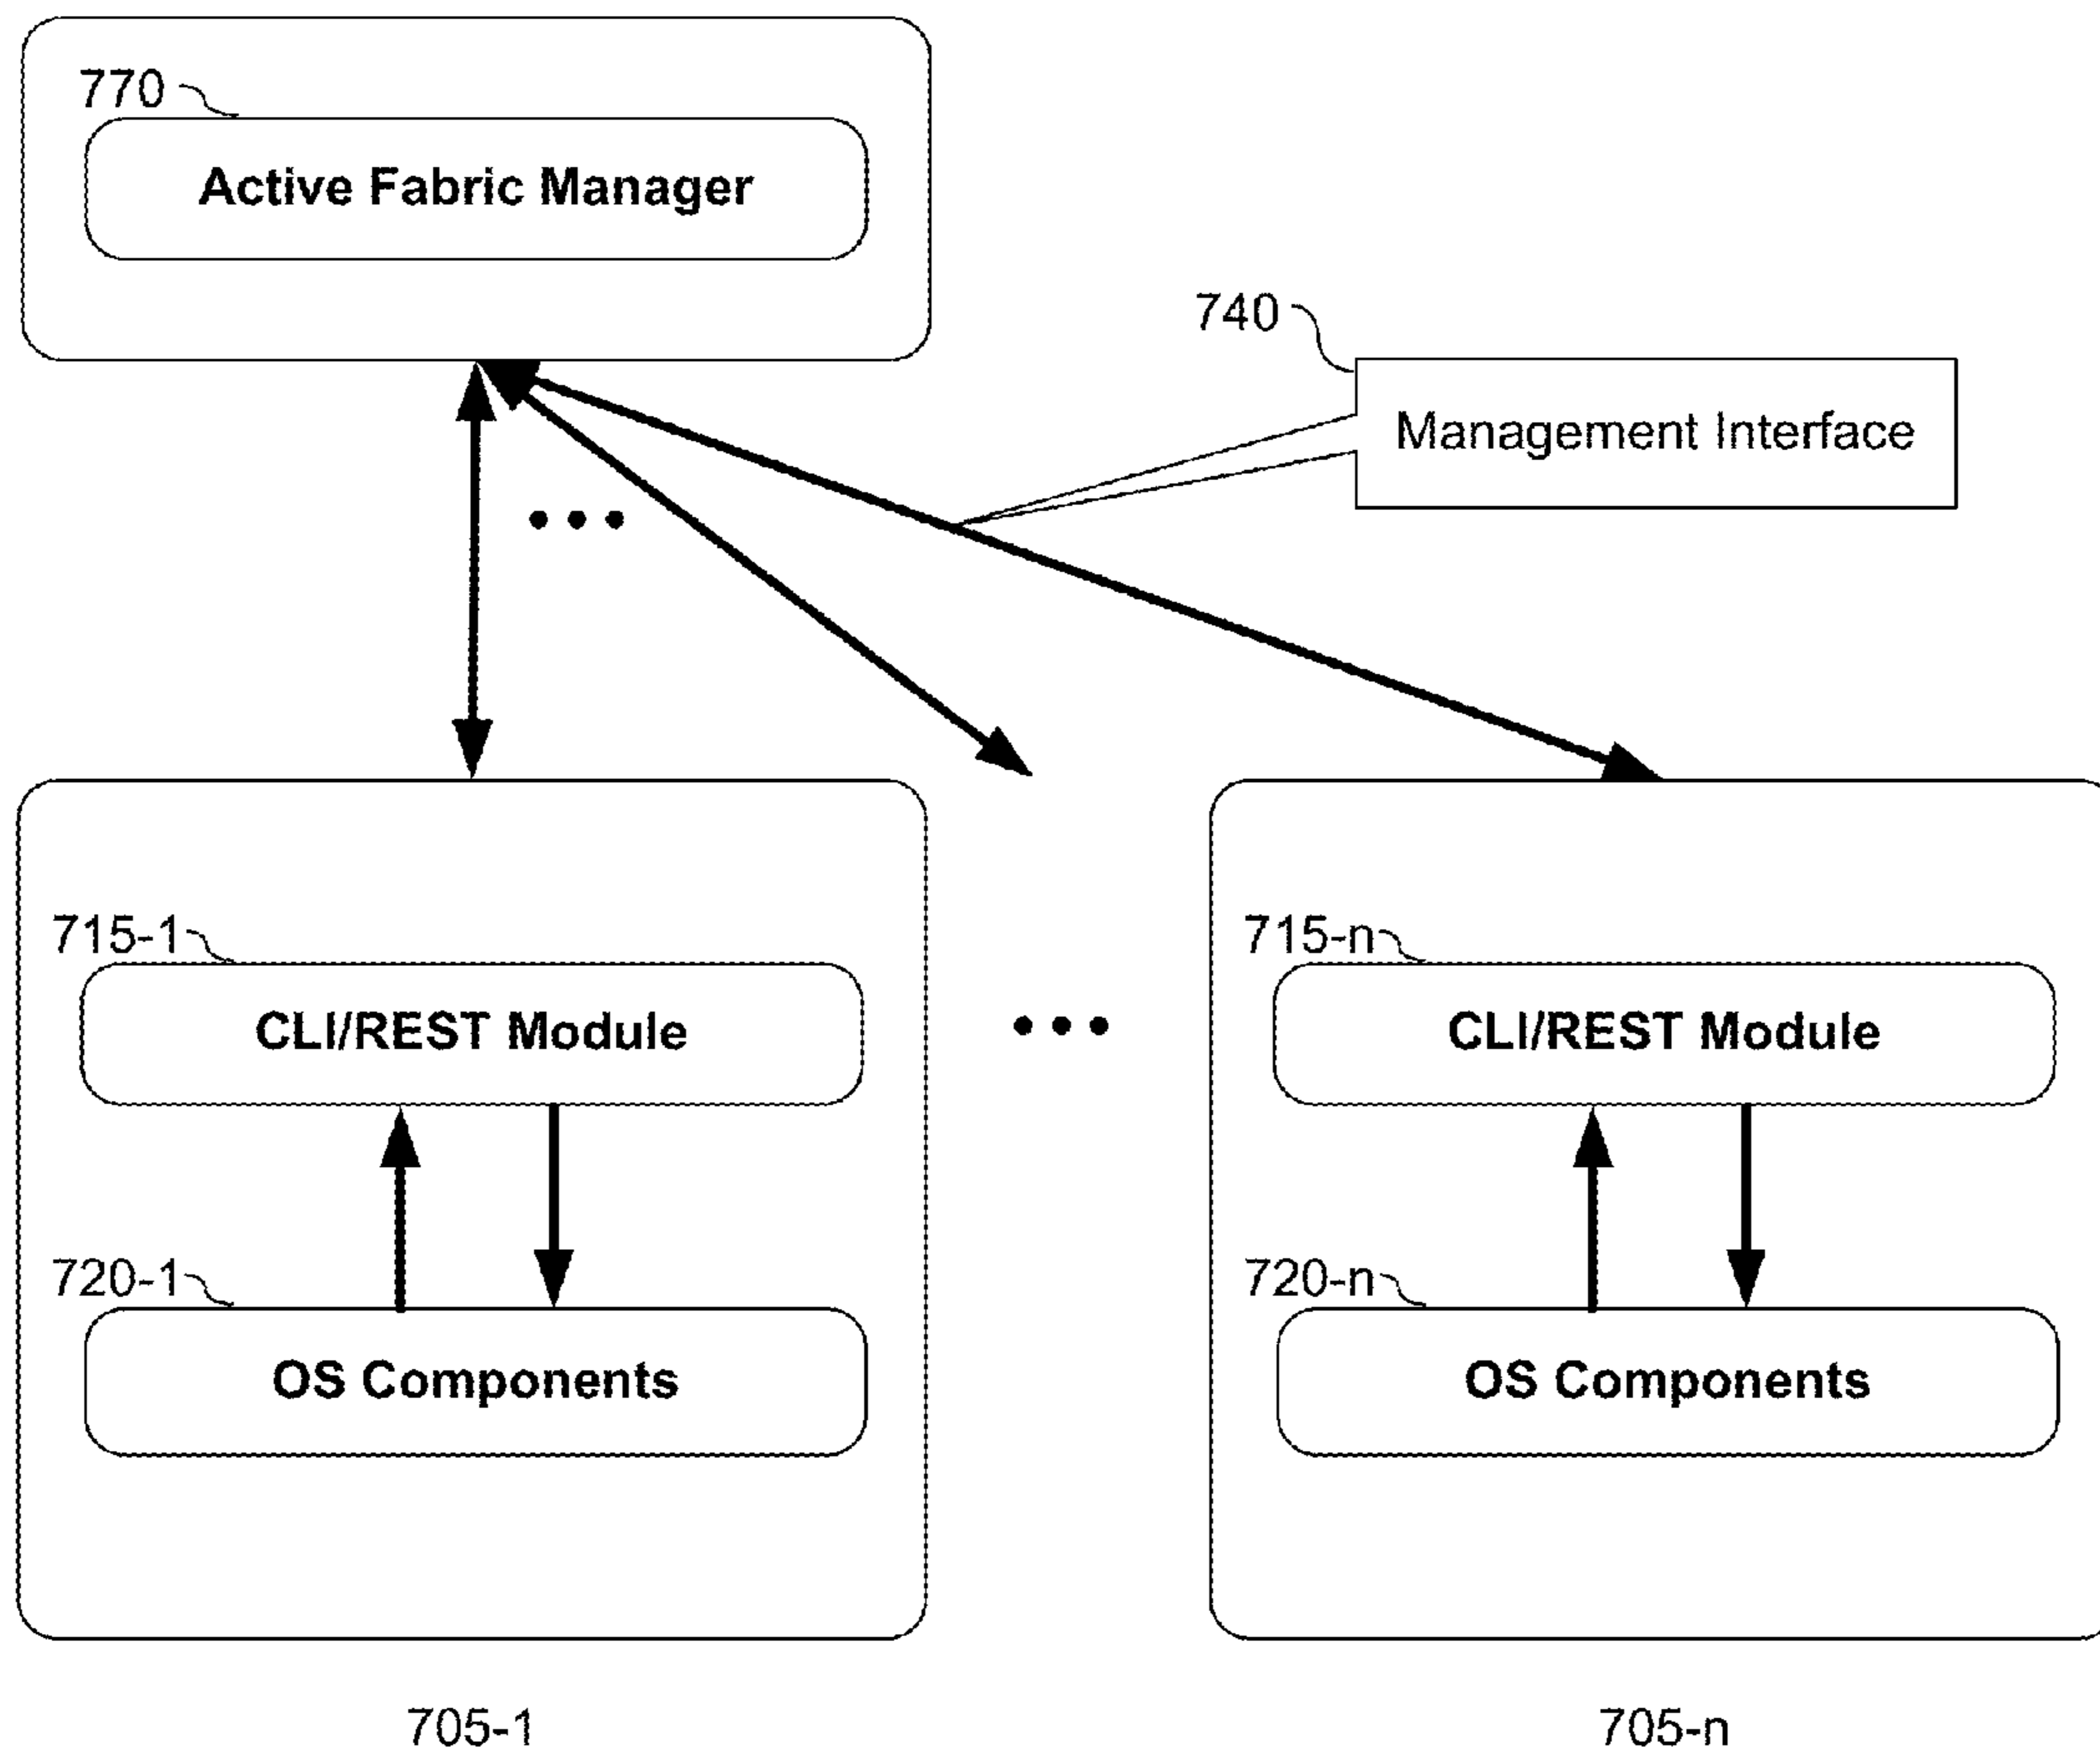 770
Active Fabric Manager
740
Management Interface
715-1
CLI/REST Module
715-n
CLI/REST Module
720-1
OS Components
720-n
OS Components
705-1
705-n